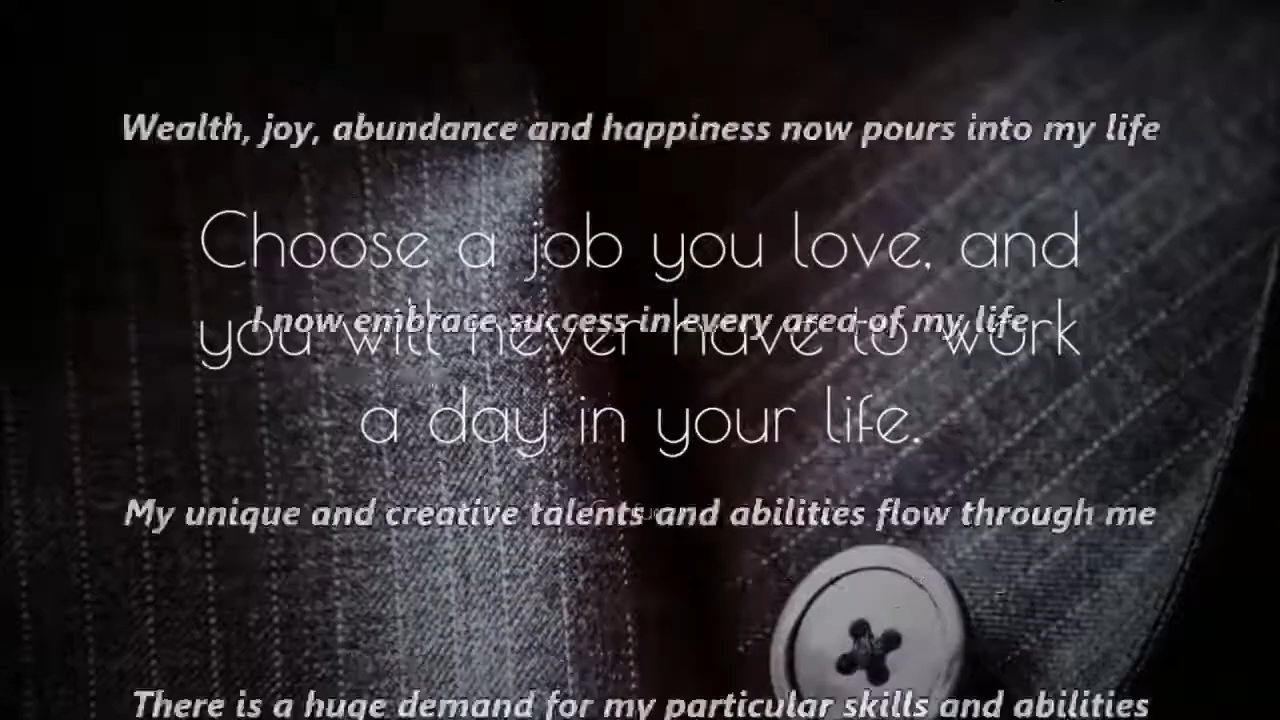 Wealth, joy, abundance and happiness now pours into my life
Choose a job you love, and
I now embrace success in every area of my life
you will never have to work
a day in your life.
My unique and creative talents and abilities flow through me
There is a huge demand for my particular skills and abilities